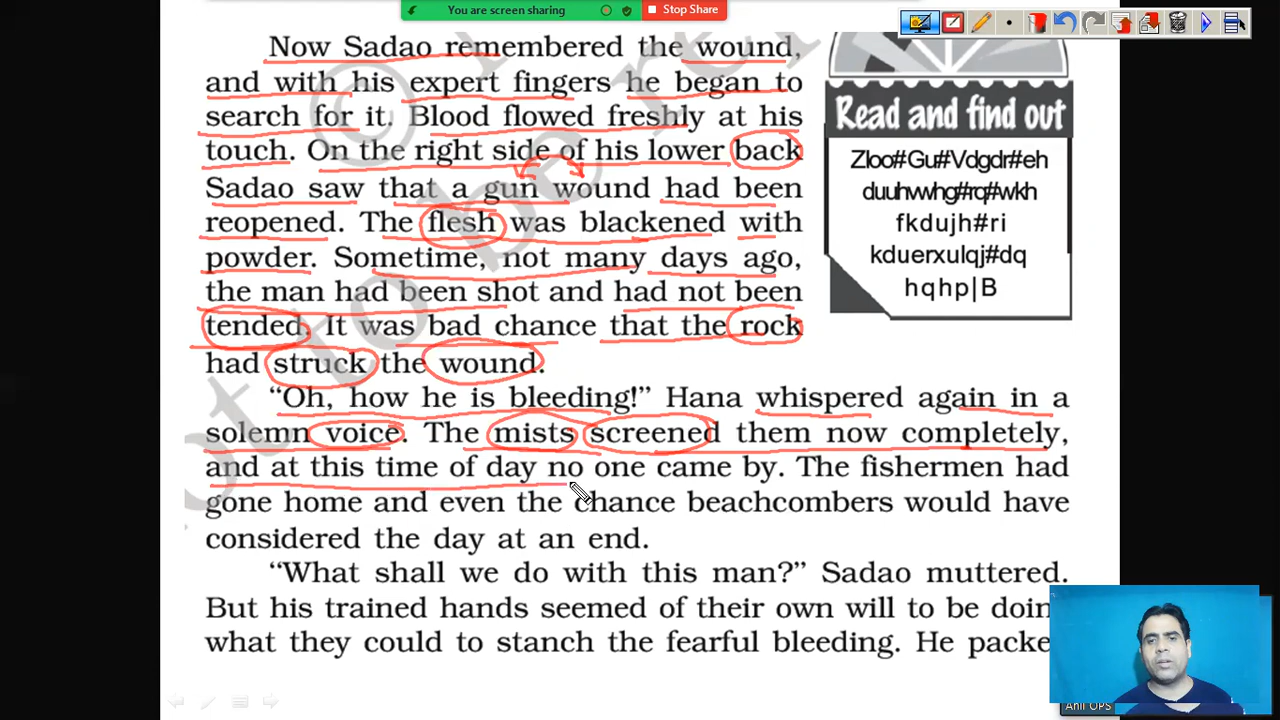 You are screen sharing
Stop Share
Now Sadao remembered the wound,
and with his expert fingers he began to
search for it. Blood flowed freshly at his
touch. On the right side of his lower back
Sadao saw that a gun wound had been
reopened. The flesh was blackened with
powder. Sometime, not many days ago,
the man had been shot and had not been
tended. It was bad chance that the rock
had struck the wound.
“Oh, how he is bleeding!” Hana whispered again in a
solemn voice. The mists screened them now completely,
and at this time of day no one came by. The fishermen had
gone home and even the chance beachcombers would have
considered the day at an end.
“What shall we do with this man?” Sadao muttered.
But his trained hands seemed of their own will to be doin
what they could to stanch the fearful bleeding. He packe
Read and find out
Zloo#Gu#Vdgdr#eh
duuhvwhg#rq#wkh
fkdujh#ri
kduerxulqj#dq
hqhp|B
Anil OPS